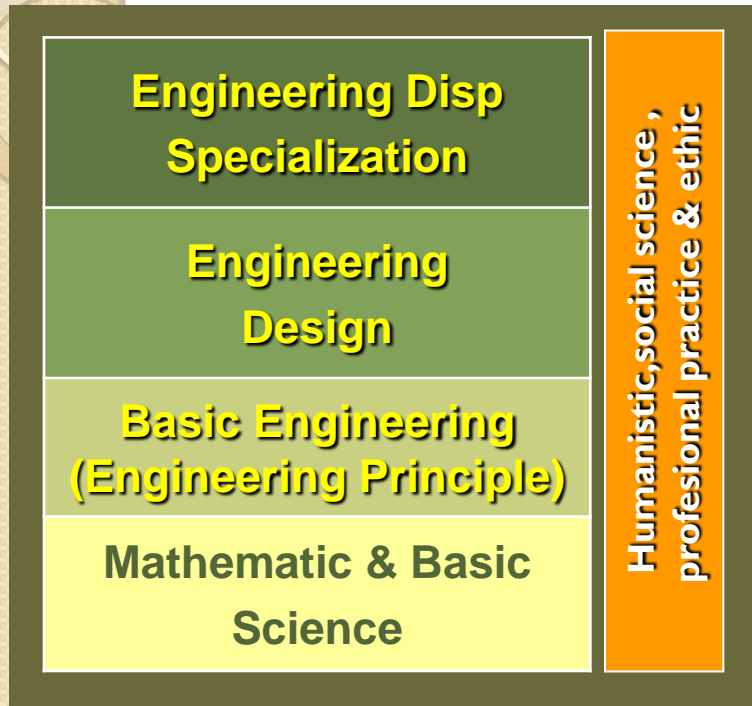 Engineering Disp
Specialization
Engineering
Design
Basic Engineering
(Engineering Principle)
Mathematic & Basic
Science
Humanistic,social science ,
profesional practice & ethic